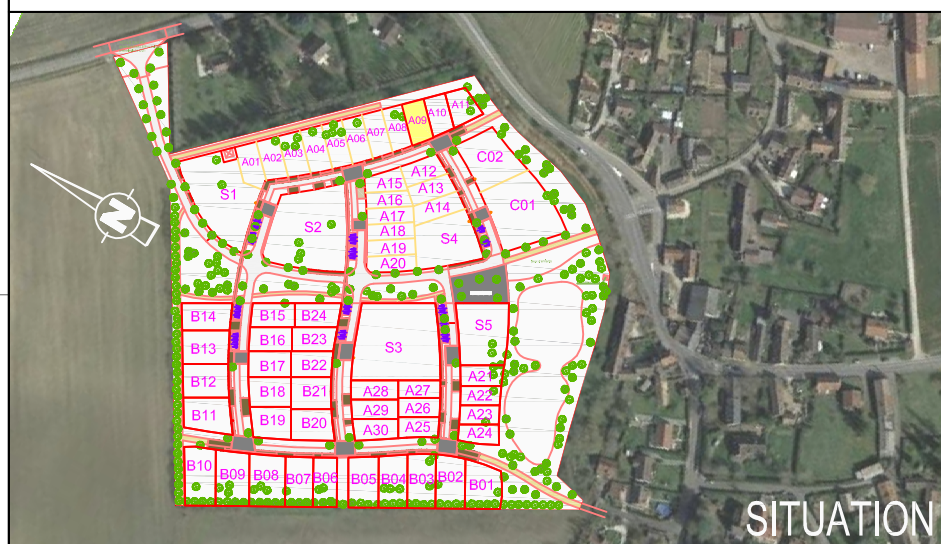 A01 A02 A03 A04 A05 A06 A07 A08 A09 A10 A11
S1
S2
A15 A12
A16 A13
A17 A14
A18
A19 S4
A20
C02
C01
N
B14 B15 B24
B13 B16 B23
B12 B17 B22
B11 B18 B21
B19 B20
S3
S5
A28 A27
A29 A26
A30 A25
A21
A22
A23
A24
B10 B09 B08 B07 B06 B05 B04 B03 B02 B01
SITUATION